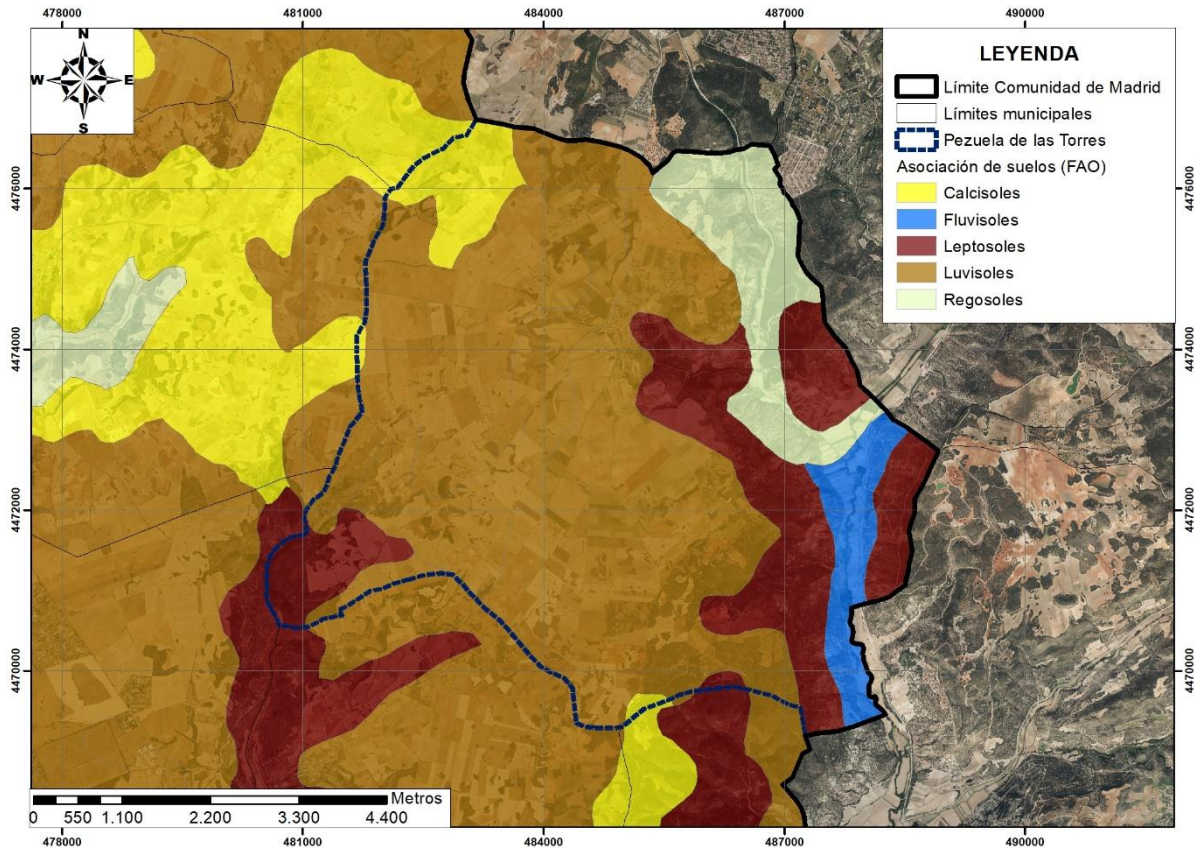 478000 481000 484000 487000 490000
N
W E
S
LEYENDA
Límite Comunidad de Madrid
Límites municipales
Pezuela de las Torres
Asociación de suelos (FAO)
Calcisoles
Fluvisoles
Leptosoles
Luvisoles
Regosoles
4476000 4476000
4474000 4474000
4472000 4472000
4470000 4470000
Metros
0 550 1.100 2.200 3.300 4.400
478000 481000 484000 487000 490000